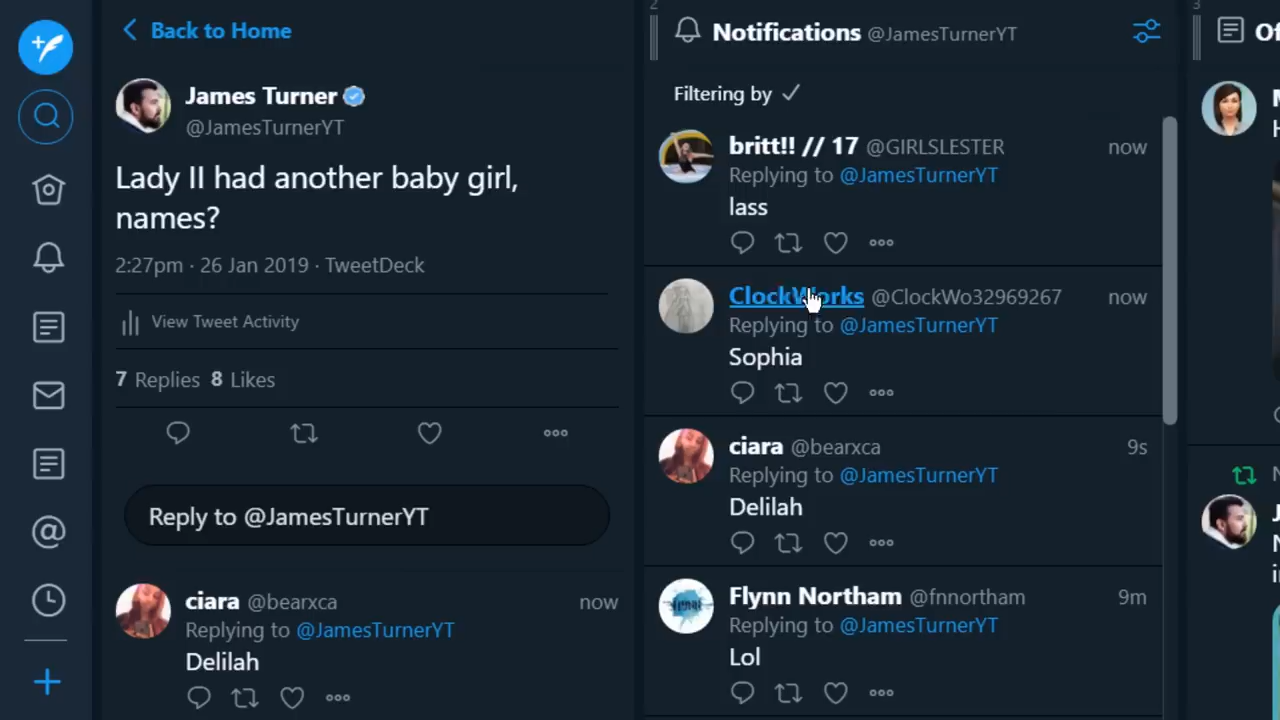 Back to Home
James Turner
@JamesTurnerYT
Lady II had another baby girl,
names?
2:27pm · 26 Jan 2019 · TweetDeck
View Tweet Activity
7 Replies 8 Likes
Reply to @JamesTurnerYT
ciara @bearxca now
Replying to @JamesTurnerYT
Delilah
2
Notifications @JamesTurnerYT
Filtering by
britt!! // 17 @GIRLSLESTER now
Replying to @JamesTurnerYT
lass
ClockWorks @ClockWo32969267 now
Replying to @JamesTurnerYT
Sophia
ciara @bearxca 9s
Replying to @JamesTurnerYT
Delilah
Flynn Northam @fnnortham 9m
Replying to @JamesTurnerYT
Lol
3